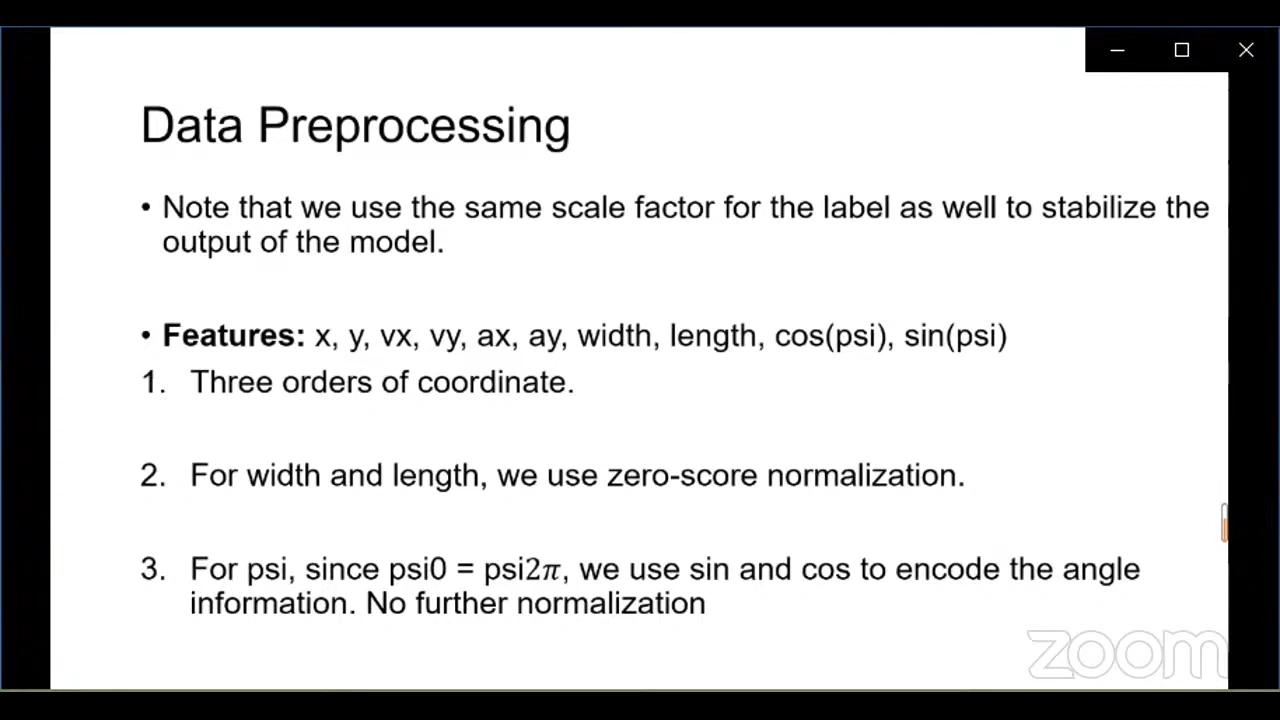 Data Preprocessing
• Note that we use the same scale factor for the label as well to stabilize the
output of the model.
• Features: x, y, vx, vy, ax, ay, width, length, cos(psi), sin(psi)
1. Three orders of coordinate.
2. For width and length, we use zero-score normalization.
3. For psi, since psi0 = psi2π, we use sin and cos to encode the angle
information. No further normalization
zoom